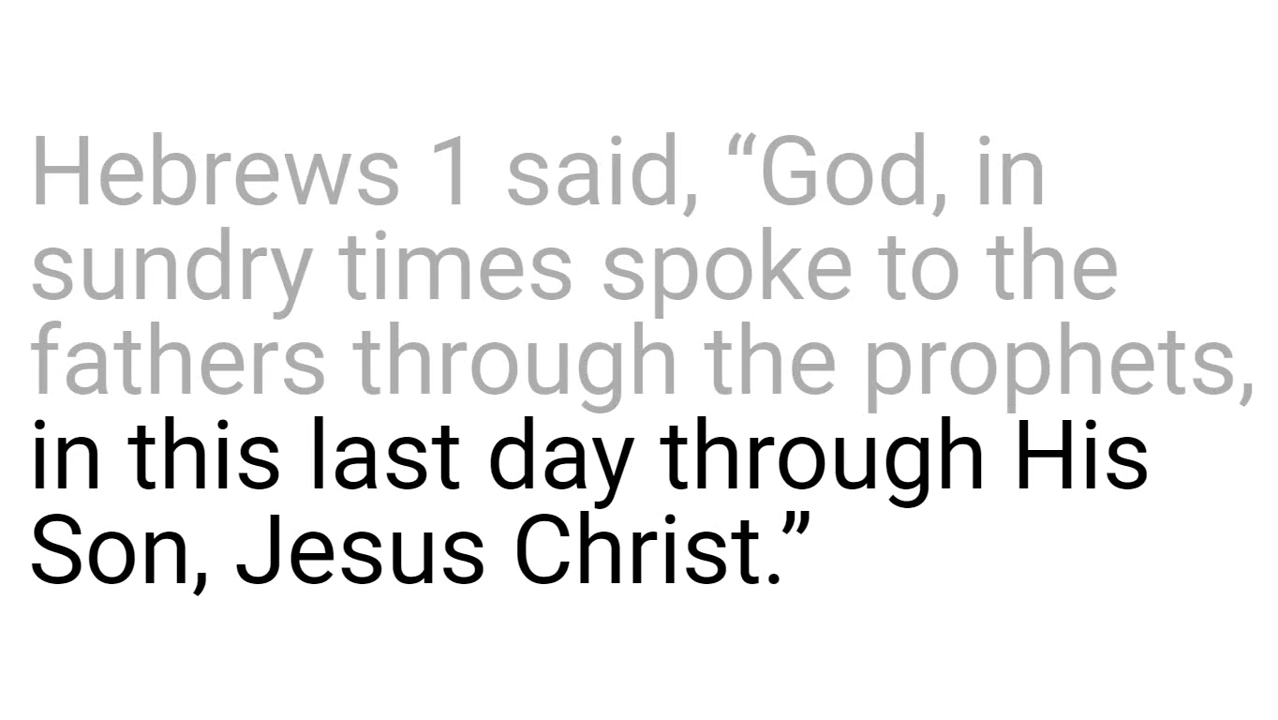 Hebrews 1 said, “God, in
sundry times spoke to the
fathers through the prophets,
in this last day through His
Son, Jesus Christ.”